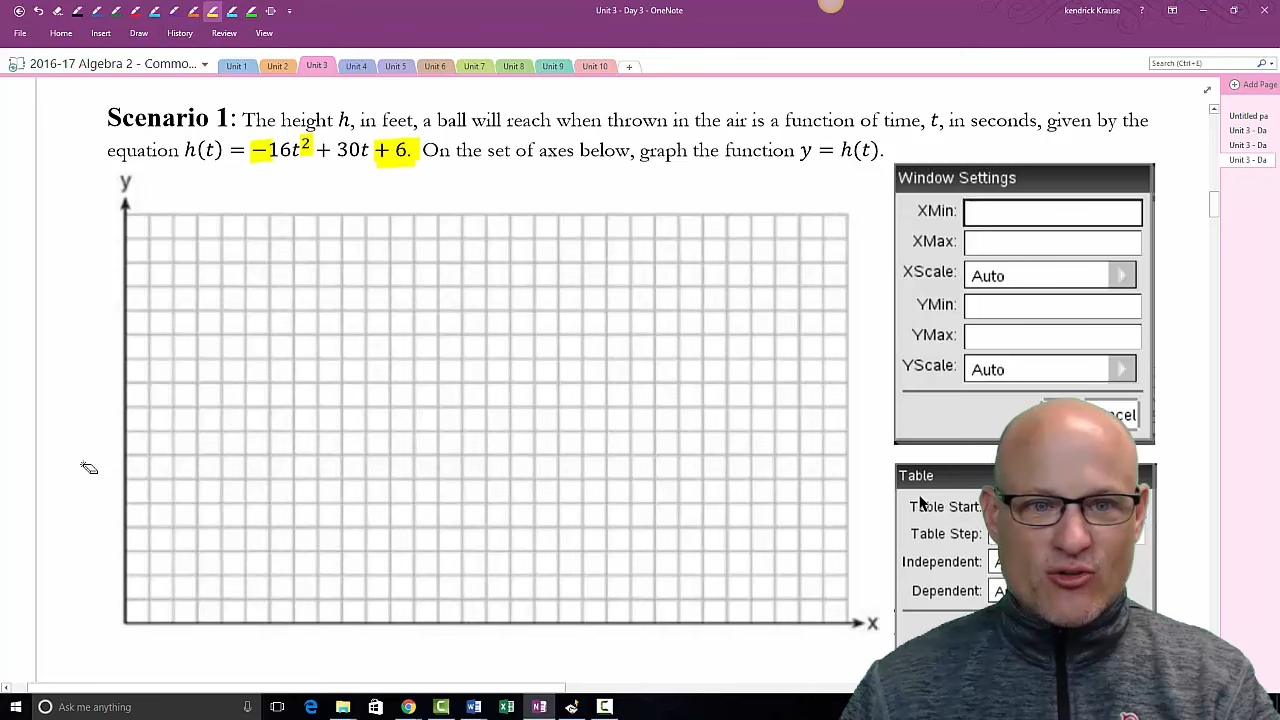 Unit 3 - Day 3 - OneNote
kendrick Krause
File Home Insert Draw History Review View
2016-17 Algebra 2 - Commo... Unit 1 Unit 2 Unit 3 Unit 4 Unit 5 Unit 6 Unit 7 Unit 8 Unit 9 Unit 10 +
Search (Ctrl+E)
Add Page
Untitled pa
Unit 3 - Da
Unit 3 - Da
Unit 3 - Da
Scenario 1: The height h, in feet, a ball will reach when thrown in the air is a function of time, t, in seconds, given by the
equation h(t) = −16t² + 30t + 6. On the set of axes below, graph the function y = h(t).
y
x
Window Settings
XMin:
XMax:
XScale: Auto
YMin:
YMax:
YScale: Auto
ncel
Table
Table Start:
Table Step:
Independent:
Dependent:
Ask me anything